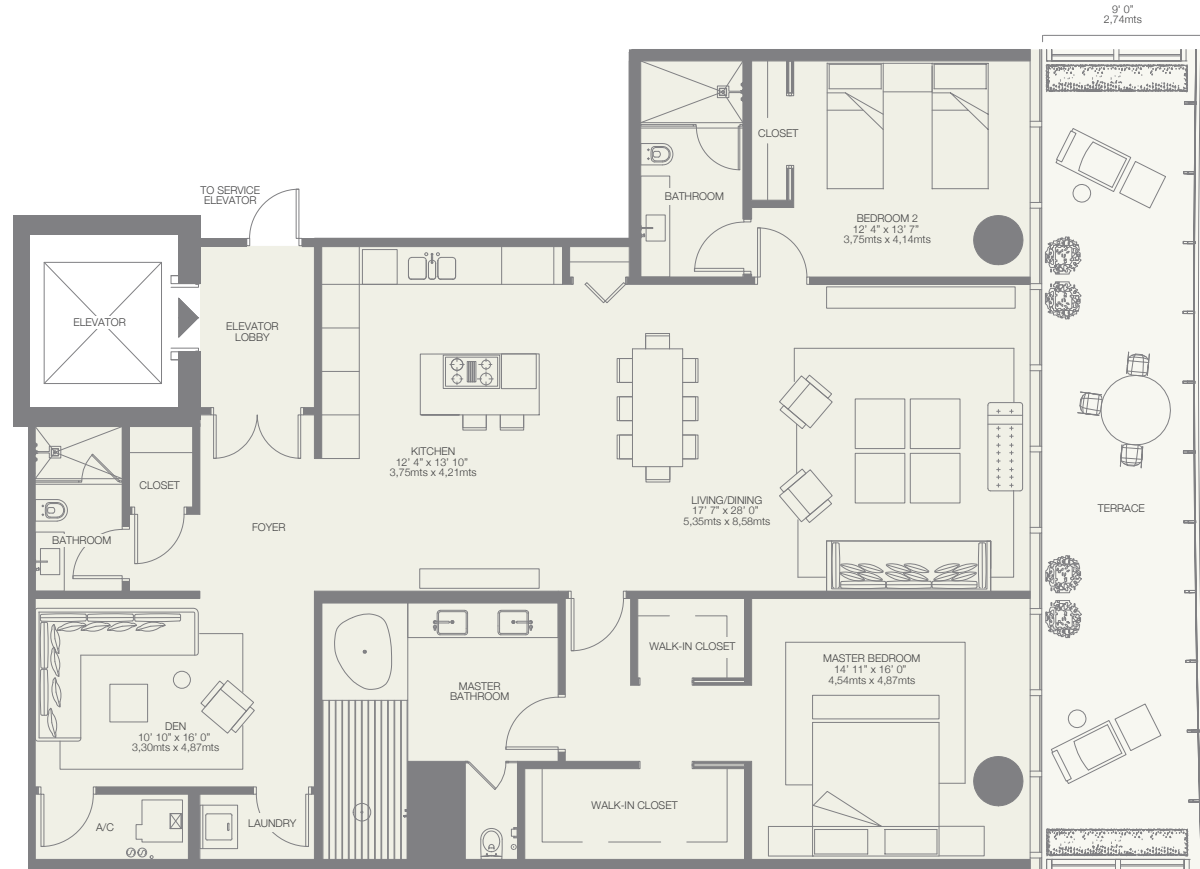 9' 0"
2,74mts
CLOSET
TO SERVICE
ELEVATOR
BATHROOM
BEDROOM 2
12' 4" x 13' 7"
3,75mts x 4,14mts
ELEVATOR
ELEVATOR
LOBBY
KITCHEN
12' 4" x 13' 10"
3,75mts x 4,21mts
CLOSET
LIVING/DINING
17' 7" x 28' 0"
5,35mts x 8,58mts
TERRACE
FOYER
BATHROOM
WALK-IN CLOSET
MASTER BEDROOM
14' 11" x 16' 0"
4,54mts x 4,87mts
MASTER
BATHROOM
DEN
10' 10" x 16' 0"
3,30mts x 4,87mts
WALK-IN CLOSET
A/C
LAUNDRY